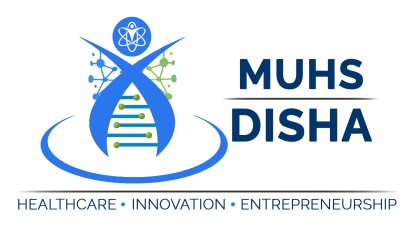 MUHS
DISHA
HEALTHCARE • INNOVATION • ENTREPRENEURSHIP